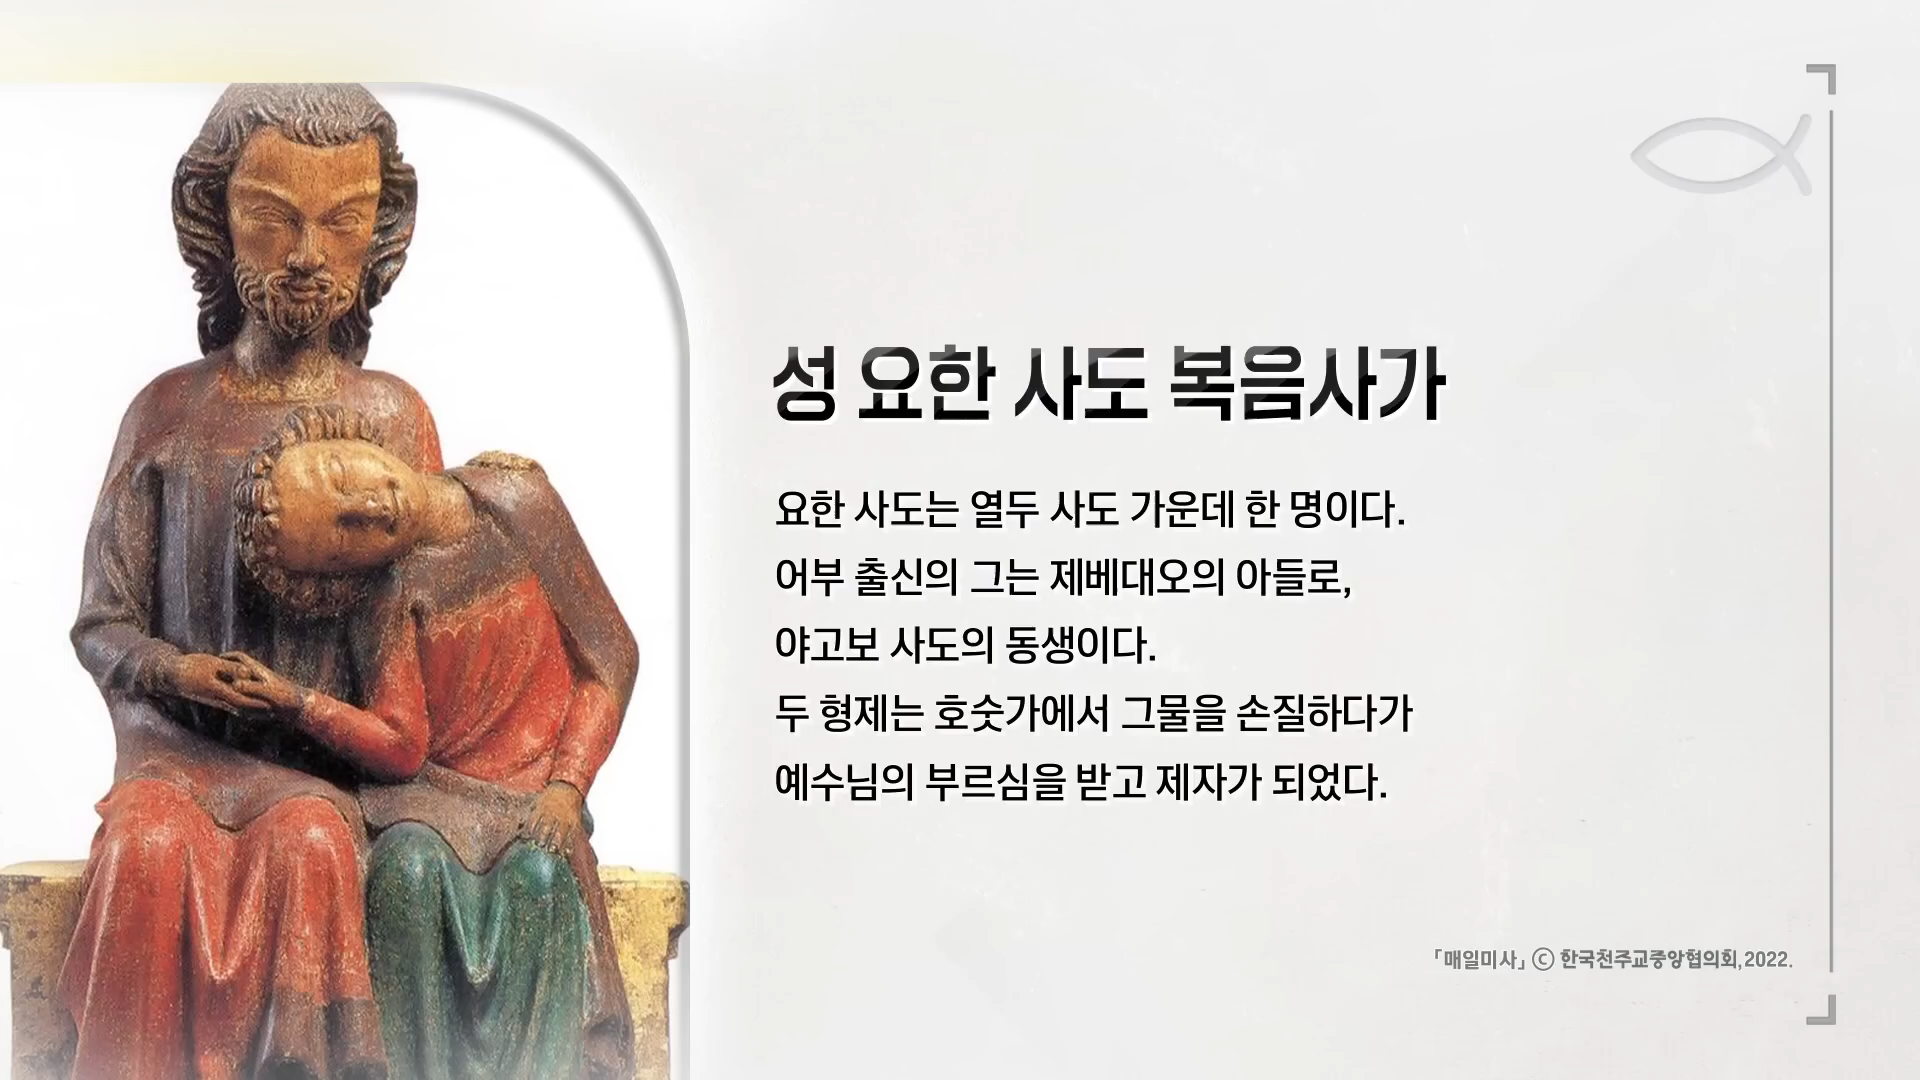 성 요한 사도 복음사가
요한 사도는 열두 사도 가운데 한 명이다.
어부 출신의 그는 제베대오의 아들로,
야고보 사도의 동생이다.
두 형제는 호숫가에서 그물을 손질하다가
예수님의 부르심을 받고 제자가 되었다.
「매일미사」 ⓒ 한국천주교중앙협의회,2022.